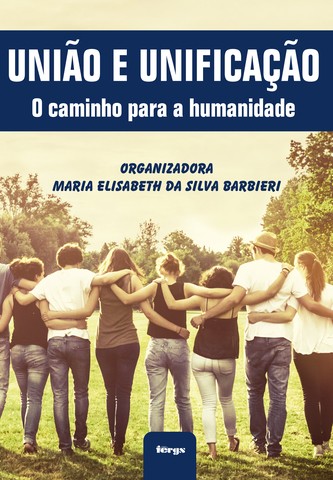 UNIÃO E UNIFICAÇÃO
O caminho para a humanidade
ORGANIZADORA
MARIA ELISABETH DA SILVA BARBIERI
fergs